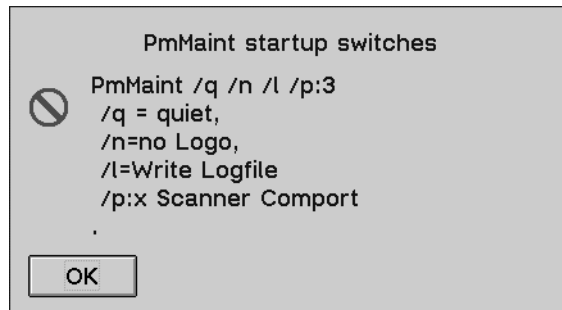 PmMaint startup switches
PmMaint /q /n /l /p:3
/q = quiet,
/n=no Logo,
/l=Write Logfile
/p:x Scanner Comport
.
OK